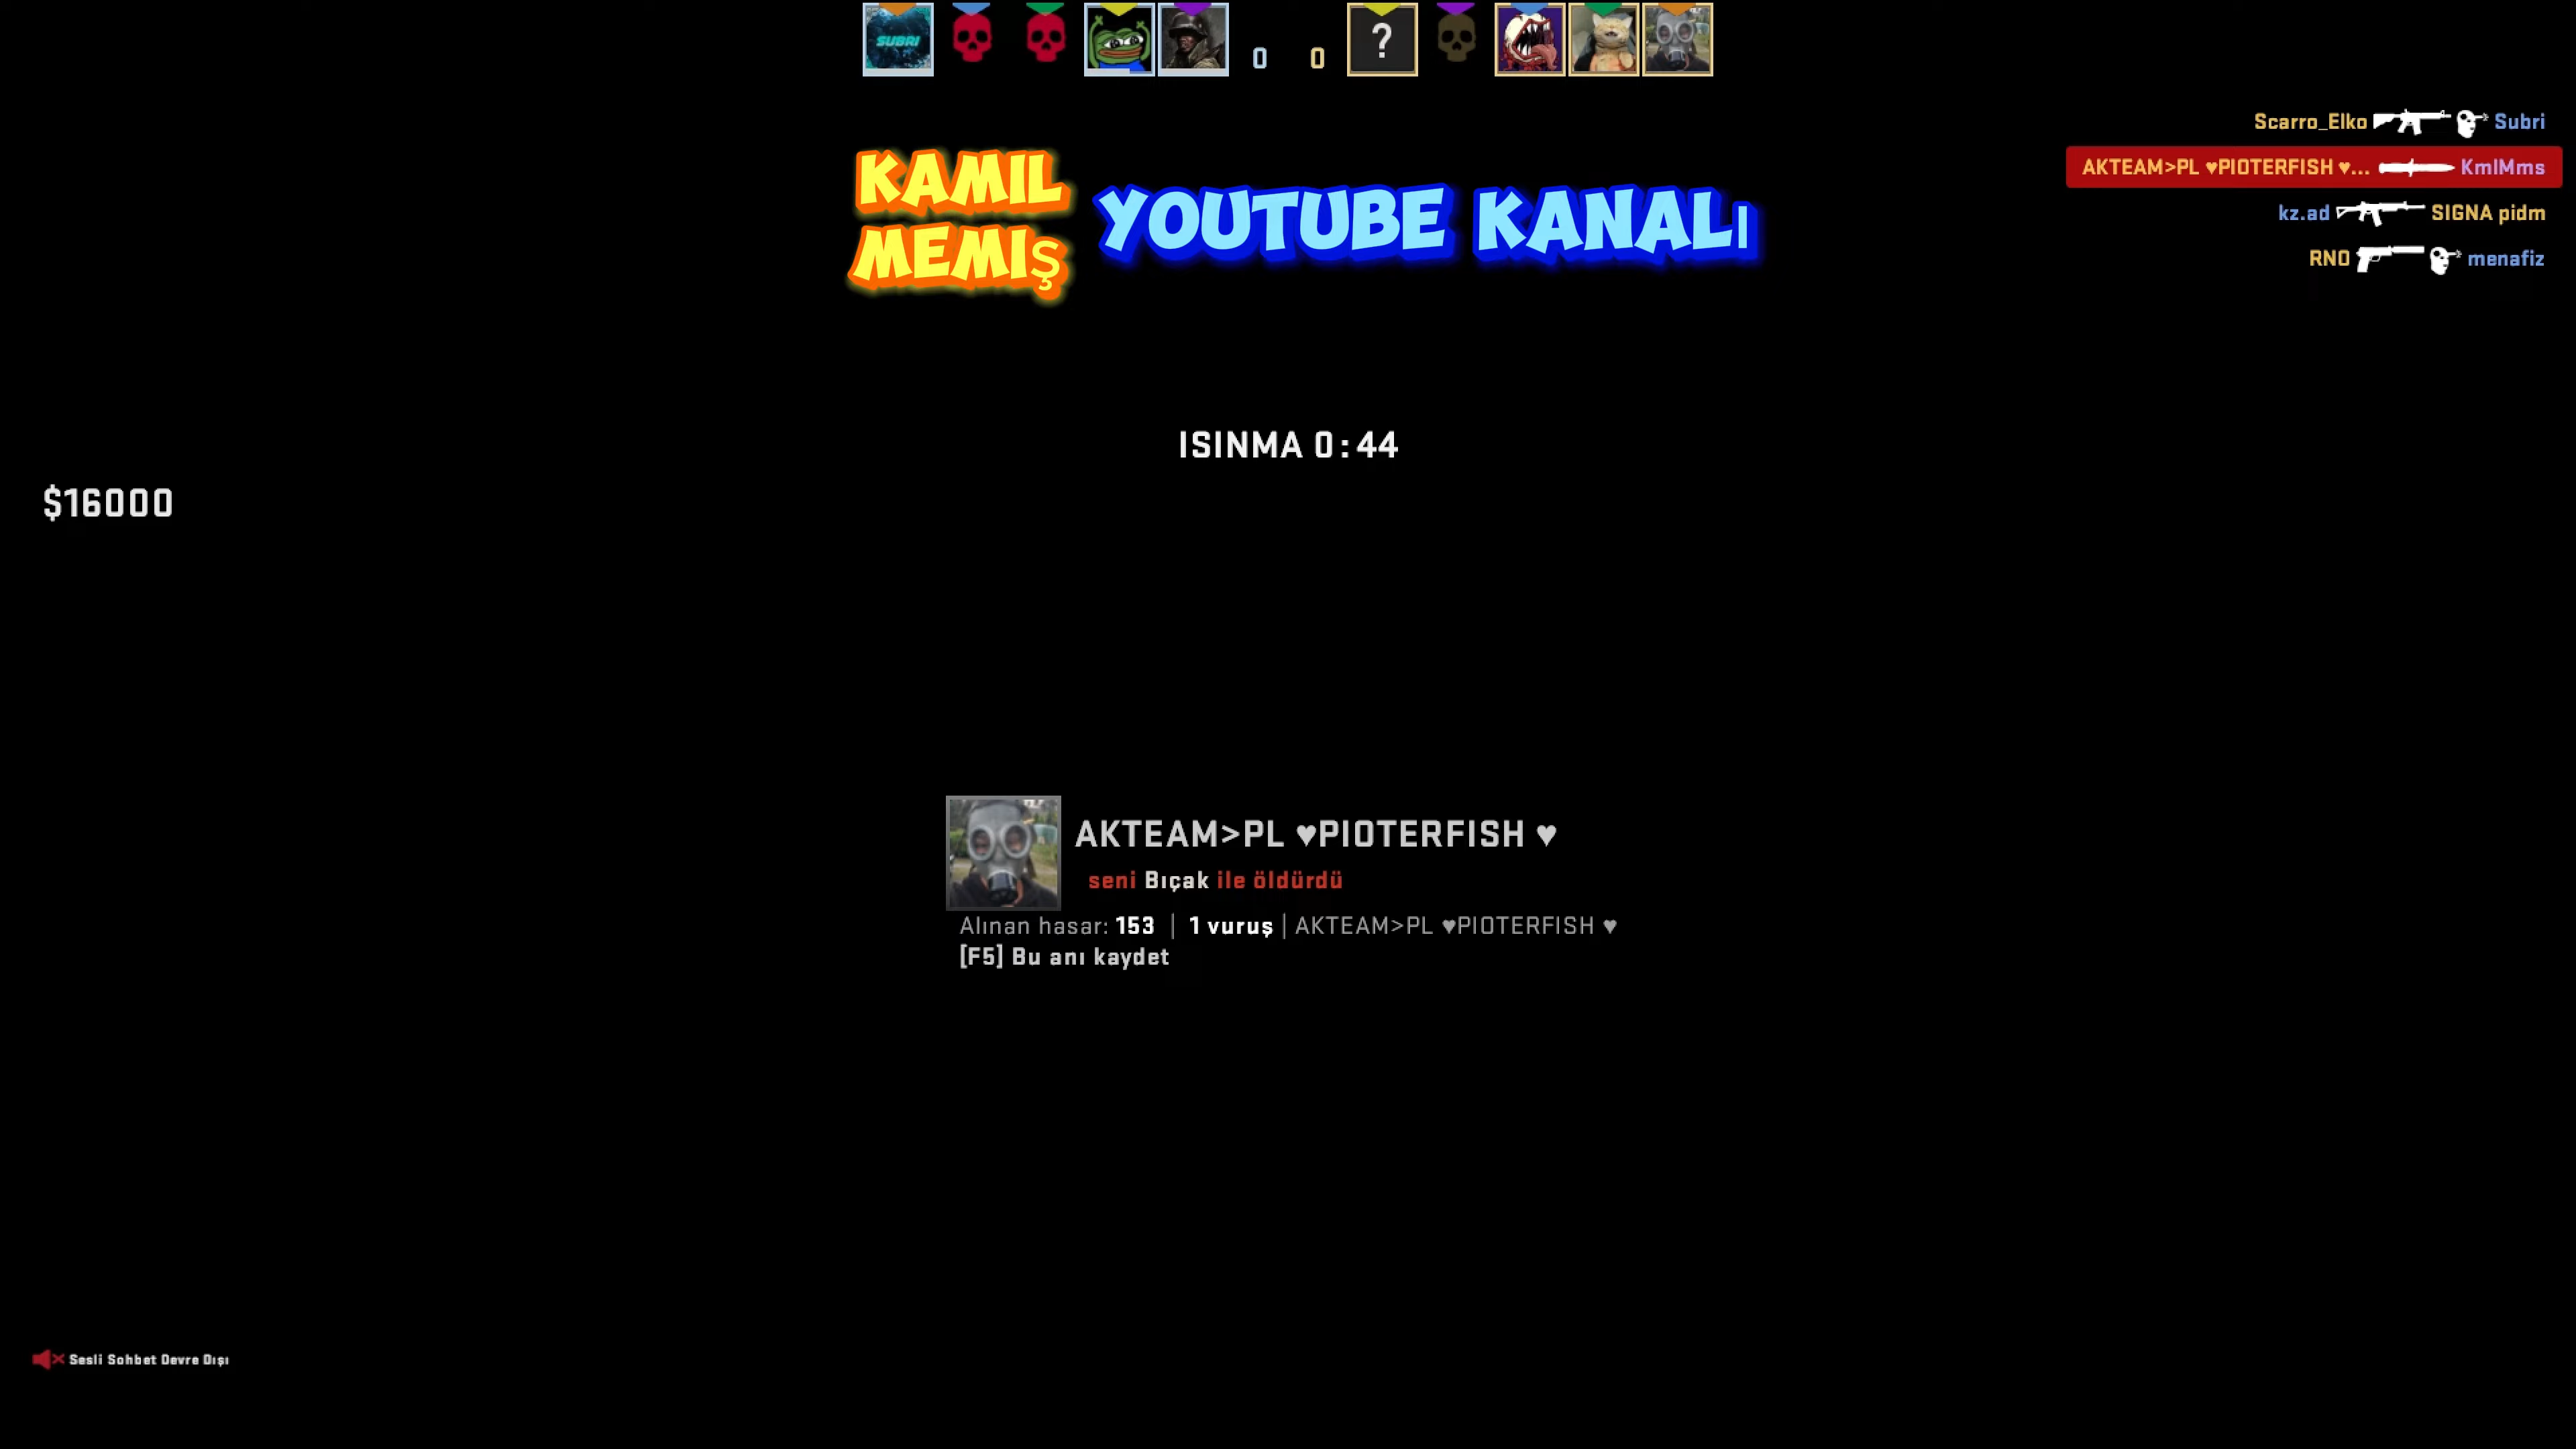 SUBRI
0 0
?
Scarro_Elko Subri
AKTEAM>PL ♥PIOTERFISH ♥... KmlMms
kz.ad SIGNA pidm
RNO menafiz
KAMIL
MEMIŞ
YOUTUBE KANALI
ISINMA 0:44
$16000
AKTEAM>PL ♥PIOTERFISH ♥
seni Bıçak ile öldürdü
Alınan hasar: 153 | 1 vuruş | AKTEAM>PL ♥PIOTERFISH ♥
[F5] Bu anı kaydet
Sesli Sohbet Devre Dışı